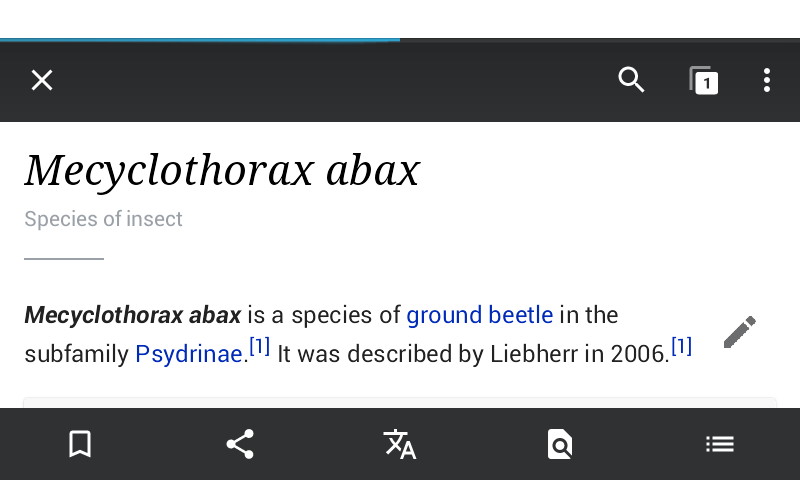 1
Mecyclothorax abax
Species of insect
Mecyclothorax abax is a species of ground beetle in the
subfamily Psydrinae.[1] It was described by Liebherr in 2006.[1]